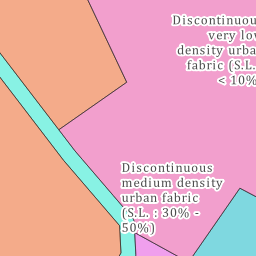 Discontinuous
very low
density urban
fabric (S.L.
< 10%
Discontinuous
medium density
urban fabric
(S.L. : 30% -
50%)